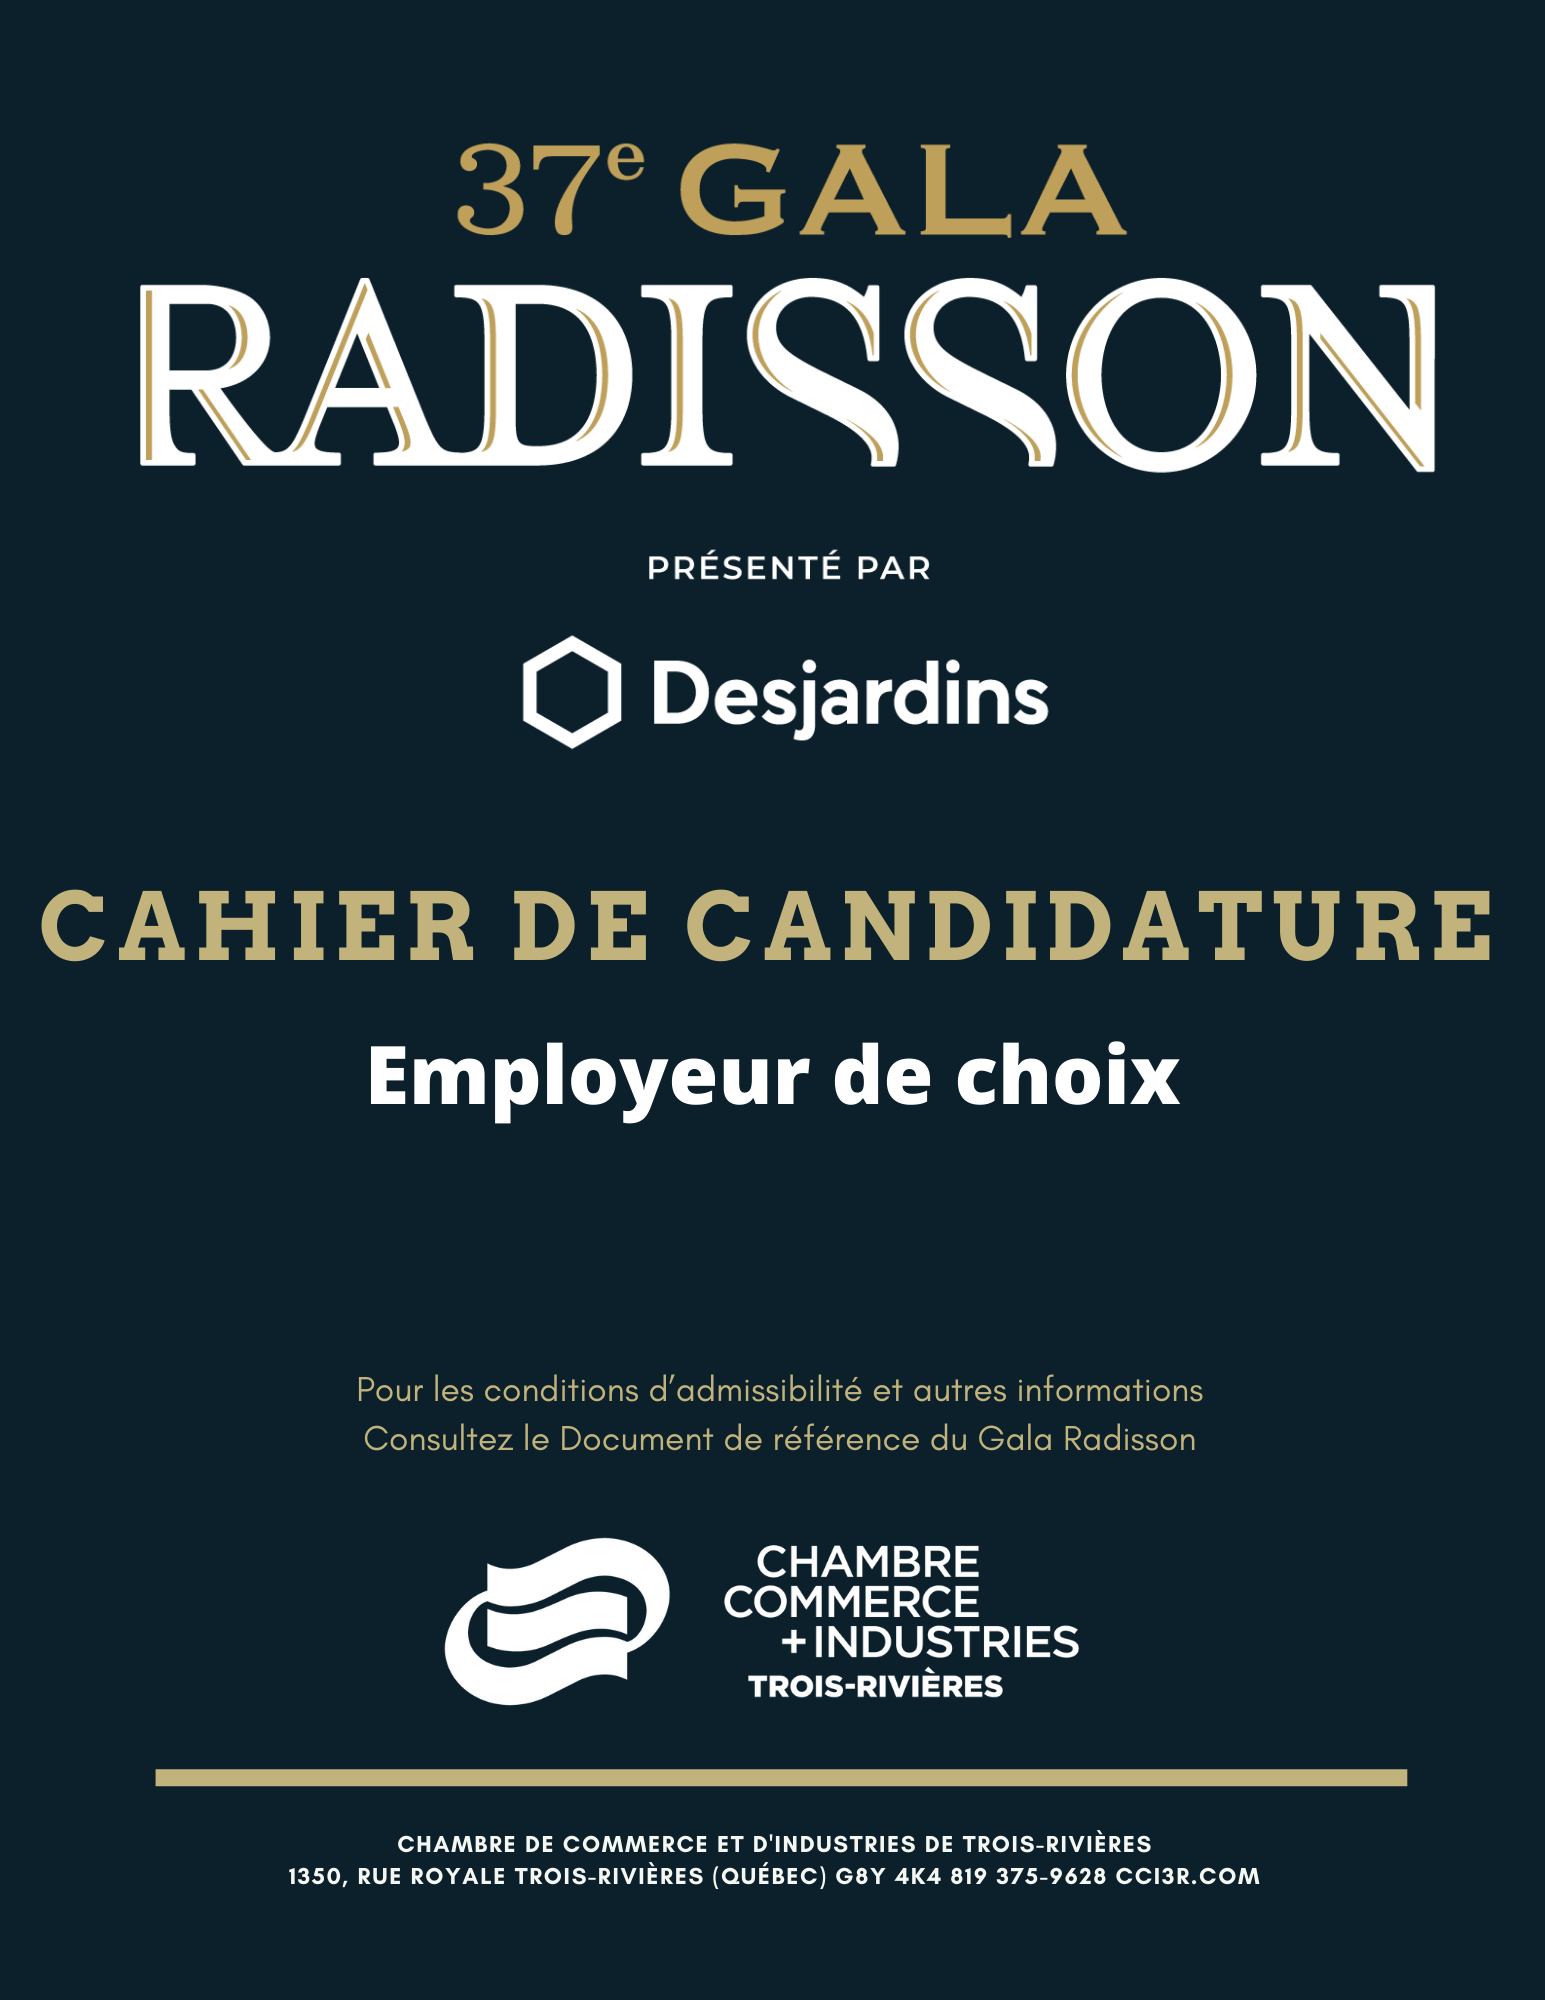 37e GALA
RADISSON
PRÉSENTÉ PAR
Desjardins
CAHIER DE CANDIDATURE
Employeur de choix
Pour les conditions d’admissibilité et autres informations
Consultez le Document de référence du Gala Radisson
CHAMBRE
COMMERCE
+INDUSTRIES
TROIS-RIVIÈRES
CHAMBRE DE COMMERCE ET D'INDUSTRIES DE TROIS-RIVIÈRES
1350, RUE ROYALE TROIS-RIVIÈRES (QUÉBEC) G8Y 4K4 819 375-9628 CCI3R.COM